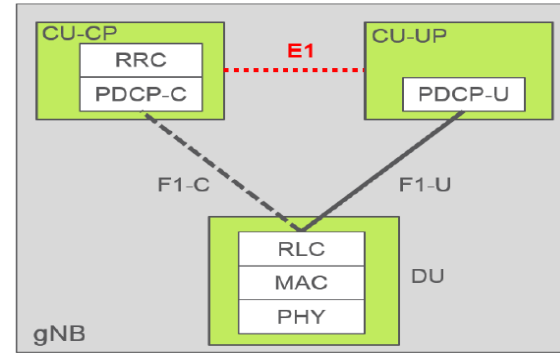 CU-CP
RRC
PDCP-C
E1
CU-UP
PDCP-U
F1-C
F1-U
RLC
MAC
PHY
DU
gNB